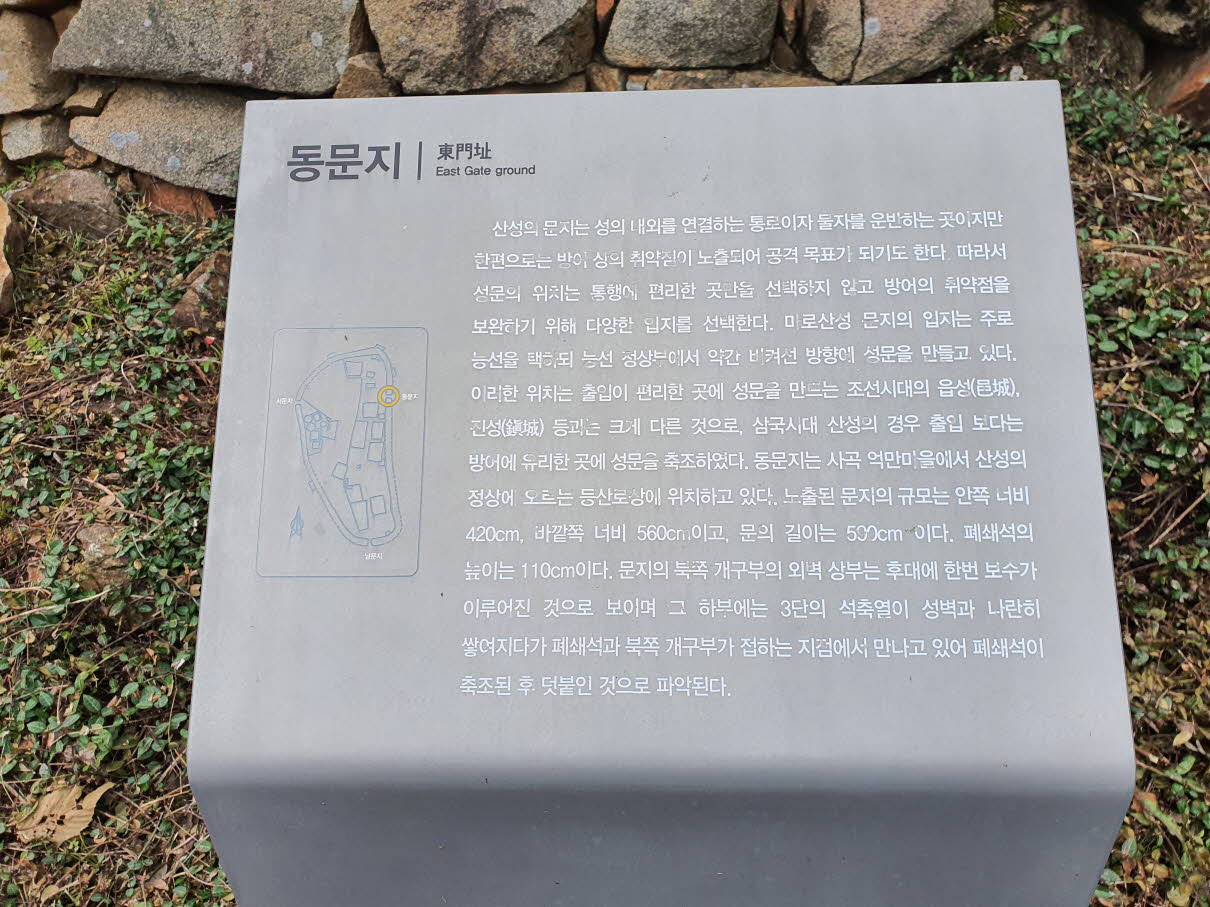 동문지
東門址
East Gate ground
산성의 문지는 성의 내외를 연결하는 통로이자 물자를 운반하는 곳이지만
한편으로는 방어 상의 취약점이 노출되어 공격 목표가 되기도 한다. 따라서
성문의 위치는 통행에 편리한 곳만을 선택하지 않고 방어의 취약점을
보완하기 위해 다양한 입지를 선택한다. 마로산성 문지의 입지는 주로
능선을 택하되 능선 정상부에서 약간 비켜선 방향에 성문을 만들고 있다.
이러한 위치는 출입이 편리한 곳에 성문을 만드는 조선시대의 읍성(邑城),
진성(鎭城) 등과는 크게 다른 것으로, 삼국시대 산성의 경우 출입 보다는
방어에 유리한 곳에 성문을 축조하였다. 동문지는 사곡 억만마을에서 산성의
정상에 오르는 등산로상에 위치하고 있다. 노출된 문지의 규모는 안쪽 너비
420cm, 바깥쪽 너비 560cm이고, 문의 길이는 500cm 이다. 폐쇄석의
높이는 110cm이다. 문지의 북쪽 개구부의 외벽 상부는 후대에 한번 보수가
이루어진 것으로 보이며 그 하부에는 3단의 석축열이 성벽과 나란히
쌓여지다가 폐쇄석과 북쪽 개구부가 접하는 지점에서 만나고 있어 폐쇄석이
축조된 후 덧붙인 것으로 파악된다.
서문지
동문지
남문지